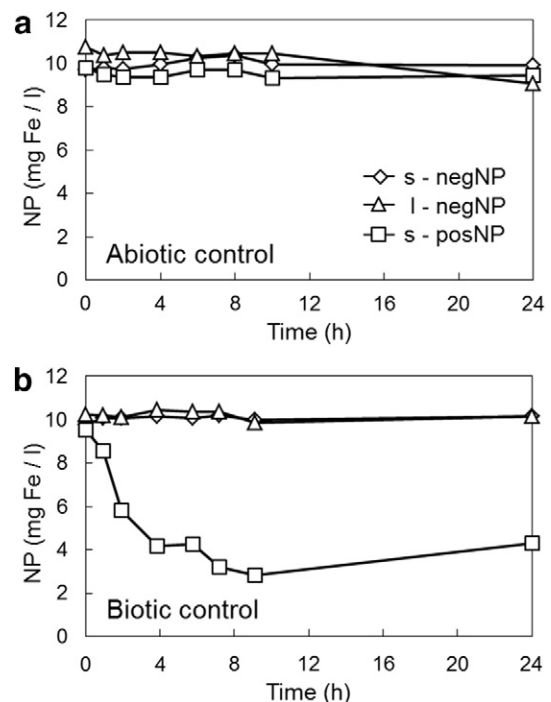 a
12
10
8
6
4
2
0
NP (mg Fe / l)
s - negNP
l - negNP
s - posNP
Abiotic control
0 4 8 12 16 20 24
Time (h)
b
12
10
8
6
4
2
0
NP (mg Fe / l)
Biotic control
0 4 8 12 16 20 24
Time (h)